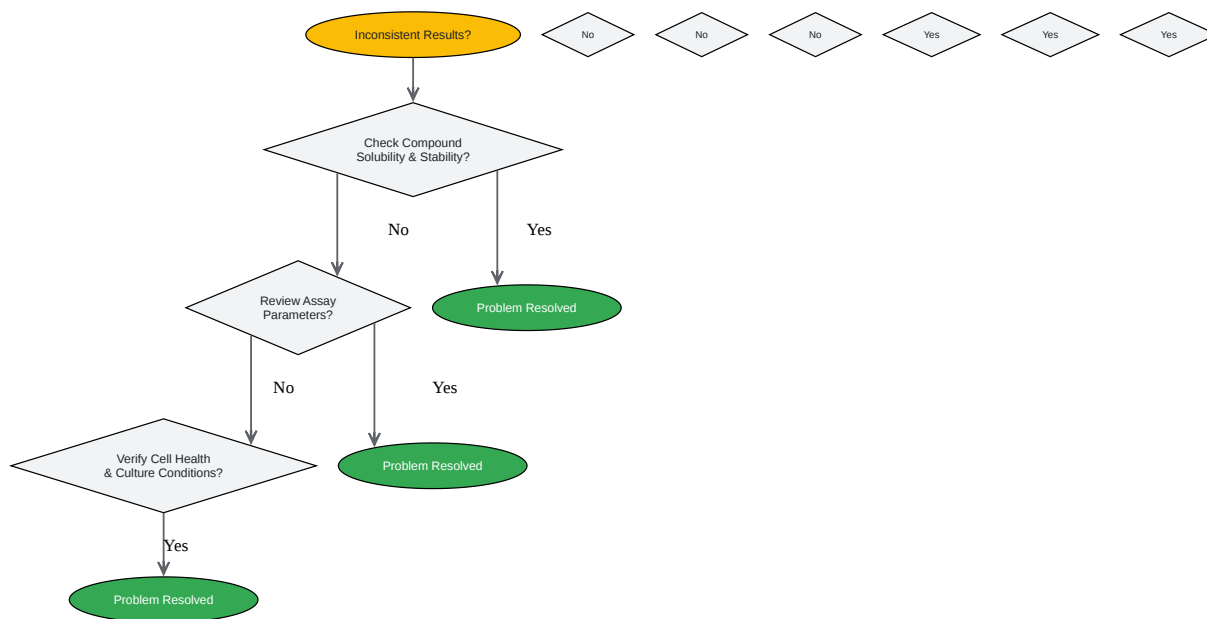 Inconsistent Results?
No
No
No
Yes
Yes
Yes
Check Compound
Solubility & Stability?
No
Yes
Review Assay
Parameters?
Problem Resolved
No
Yes
Verify Cell Health
& Culture Conditions?
Problem Resolved
Yes
Problem Resolved